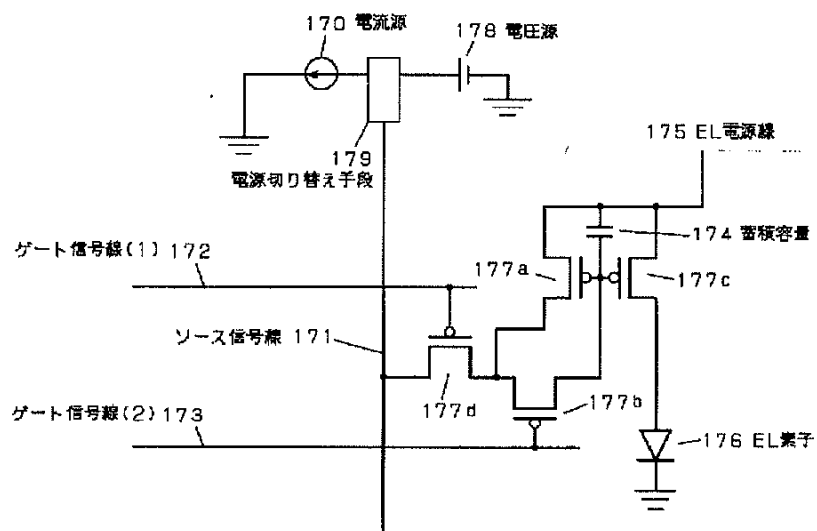 170 電流源
178 電圧源
179
電源切り替え手段
175 EL電源線
174 蓄積容量
ゲート信号線(1) 172
177a
177c
ソース信号線 171
177d
177b
ゲート信号線(2) 173
176 EL素子